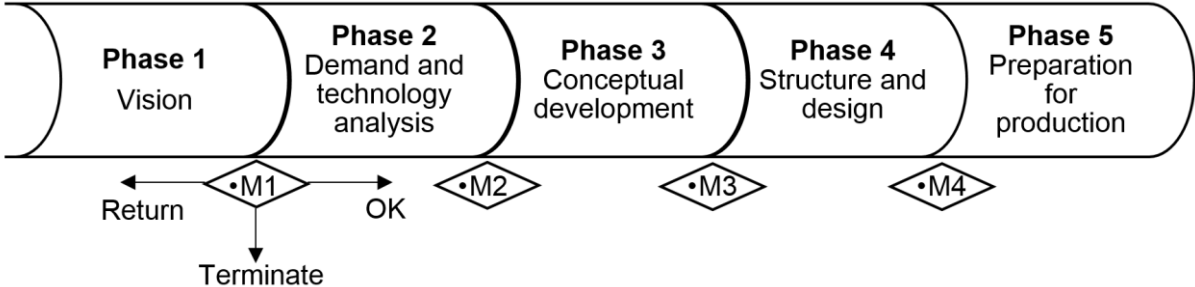 Phase 1
Vision
Phase 2
Demand and
technology
analysis
Phase 3
Conceptual
development
Phase 4
Structure and
design
Phase 5
Preparation
for
production
•M1
•M2
•M3
•M4
Return
OK
Terminate